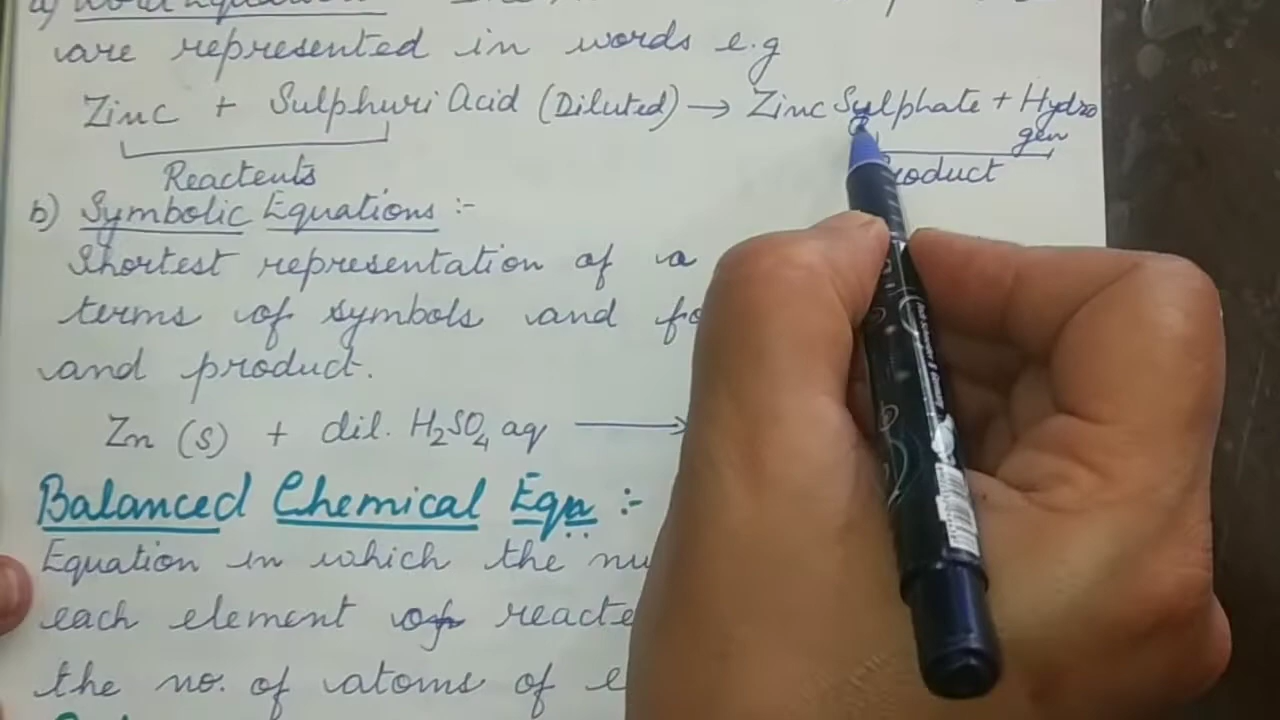 a) Word Equation
are represented in words e.g
Zinc + Sulphuri Acid (Diluted) → Zinc Sulphate + Hydro
gen
Reactents
roduct
b) Symbolic Equations :-
Shortest representation of a
terms of symbols and fo
and product.
Zn (s) + dil. H₂SO₄ aq →
Balanced Chemical Eqn :-
Equation in which the nu
each element of reacte
the no. of atoms of e